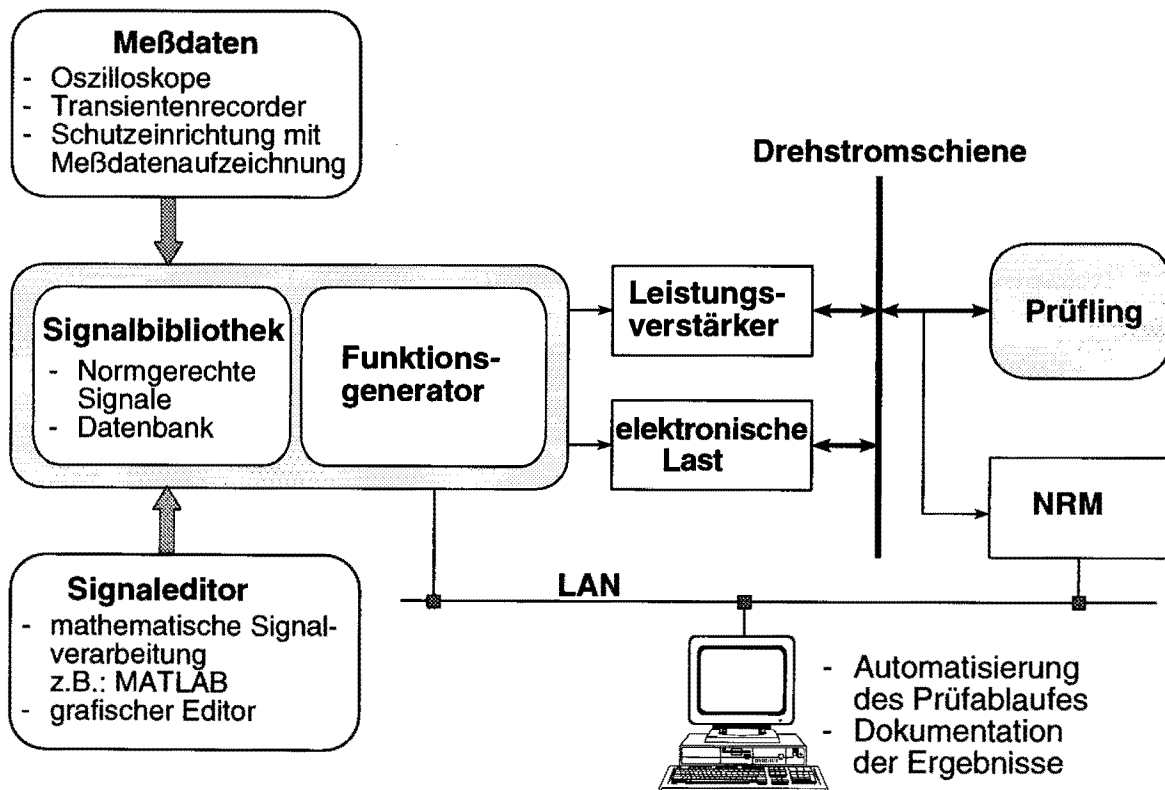 Meßdaten
- Oszilloskope
- Transientenrecorder
- Schutzeinrichtung mit
Meßdatenaufzeichnung
Drehstromschiene
Signalbibliothek
- Normgerechte
Signale
- Datenbank
Funktions-
generator
Leistungs-
verstärker
elektronische
Last
Prüfling
NRM
LAN
Signaleditor
- mathematische Signal-
verarbeitung
z.B.: MATLAB
- grafischer Editor
- Automatisierung
des Prüfablaufes
- Dokumentation
der Ergebnisse